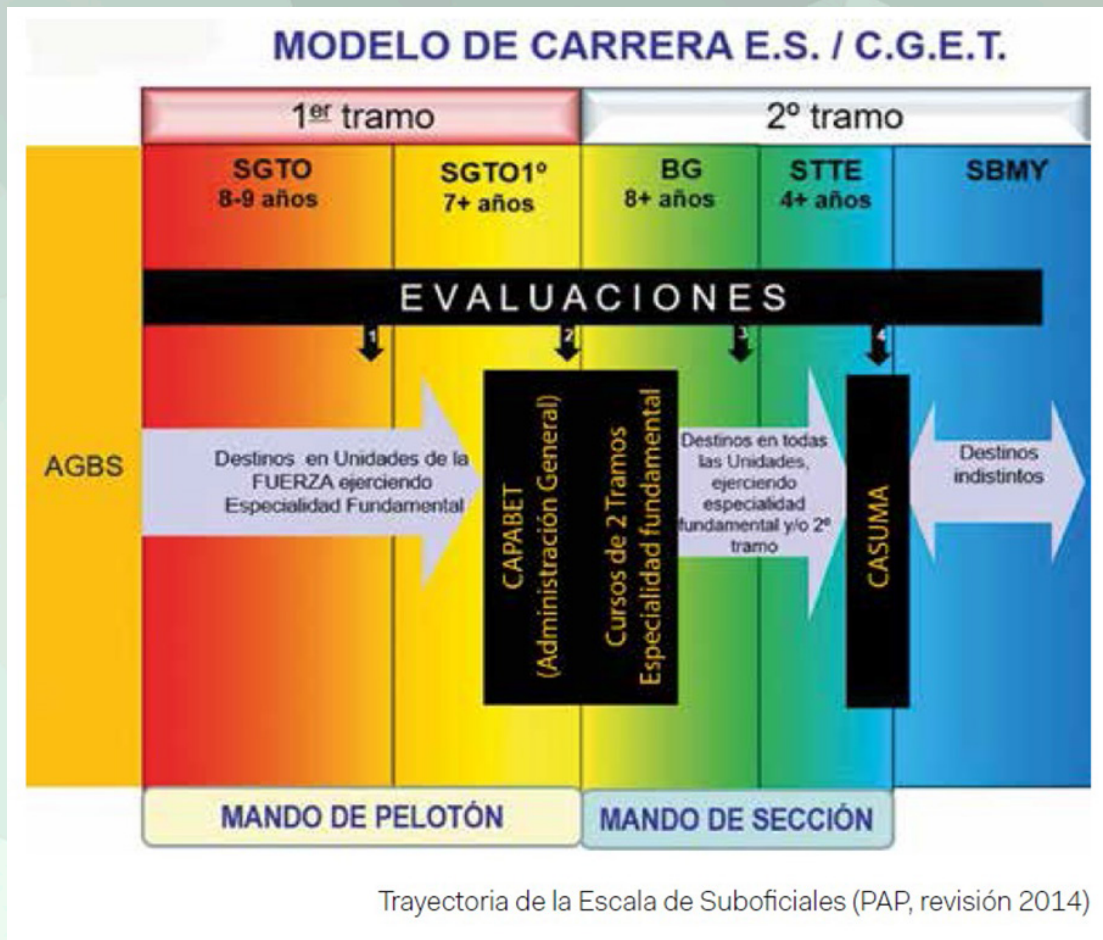 MODELO DE CARRERA E.S. / C.G.E.T.
1er tramo
2º tramo
SGTO
8-9 años
SGTO1º
7+ años
BG
8+ años
STTE
4+ años
SBMY
EVALUACIONES
1
2
3
4
AGBS
Destinos en Unidades de la
FUERZA ejerciendo
Especialidad Fundamental
CAPABET
(Administración General)
Cursos de 2 Tramos
Especialidad fundamental
Destinos en todas
las Unidades,
ejerciendo
especialidad
fundamental y/o 2º
tramo
CASUMA
Destinos
indistintos
MANDO DE PELOTÓN
MANDO DE SECCIÓN
Trayectoria de la Escala de Suboficiales (PAP, revisión 2014)